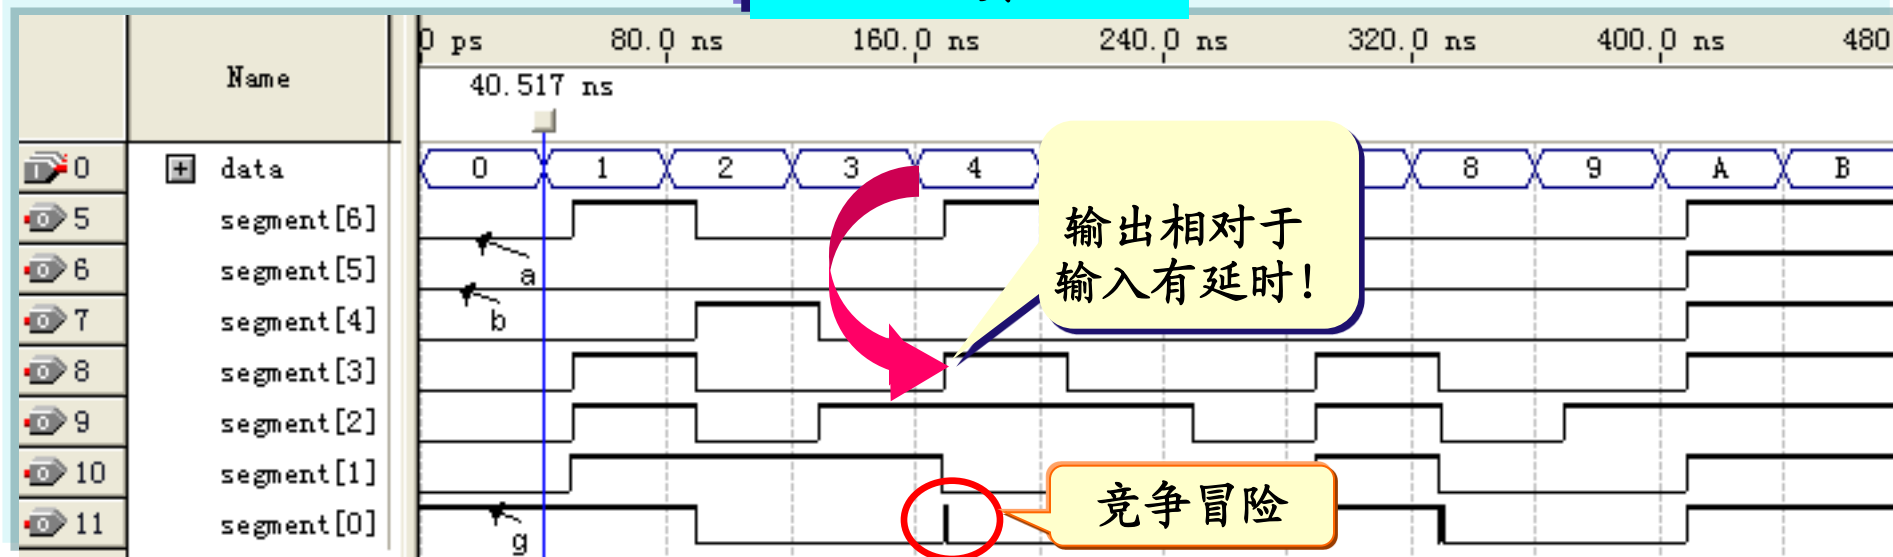 0 ps 80.0 ns 160.0 ns 240.0 ns 320.0 ns 400.0 ns 480
Name
40.517 ns
0 data 0 1 2 3 4 8 9 A B
5 segment[6]
a
6 segment[5]
b
7 segment[4]
8 segment[3]
9 segment[2]
10 segment[1]
11 segment[0]
g
输出相对于
输入有延时!
竞争冒险